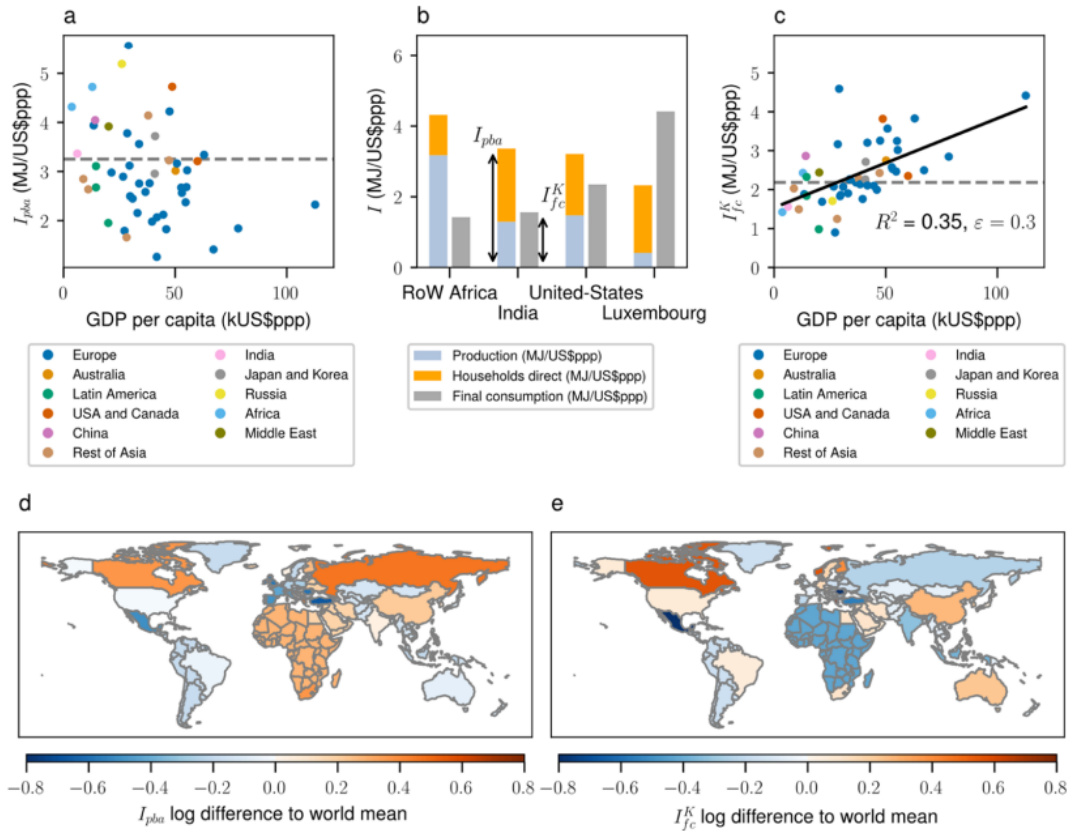 a
b
c
I_pba (MJ/US$ppp)
5
4
3
2
0
50
100
GDP per capita (kUS$ppp)
I (MJ/US$ppp)
6
4
2
0
I_pba
I_fc^K
RoW Africa
India
United-States
Luxembourg
I_fc^K (MJ/US$ppp)
6
5
4
3
2
1
0
R² = 0.35, ε = 0.3
0
50
100
GDP per capita (kUS$ppp)
Europe
Australia
Latin America
USA and Canada
China
Rest of Asia
India
Japan and Korea
Russia
Africa
Middle East
Production (MJ/US$ppp)
Households direct (MJ/US$ppp)
Final consumption (MJ/US$ppp)
Europe
Australia
Latin America
USA and Canada
China
Rest of Asia
India
Japan and Korea
Russia
Africa
Middle East
d
e
−0.8 −0.6 −0.4 −0.2 0.0 0.2 0.4 0.6 0.8
I_pba log difference to world mean
−0.8 −0.6 −0.4 −0.2 0.0 0.2 0.4 0.6 0.8
I_fc^K log difference to world mean